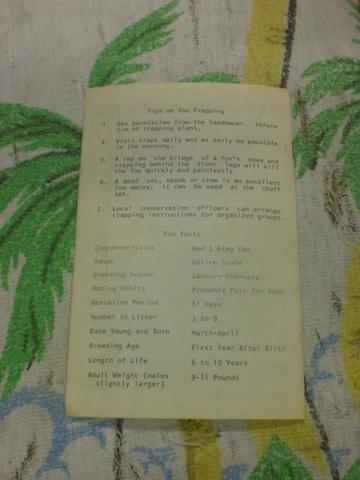 Tips on Fox Trapping
1. Get permission from the landowner. Inform
him of trapping plans.
2. Visit traps daily and as early as possible
in the morning.
3. A rap on the bridge of a fox's nose and
stepping behind the front legs will kill
the fox quickly and painlessly.
4. A dead cat, skunk or crow is an excellent
fox decoy. It can be used at the chaff
set.
5. Local conservation officers can arrange
trapping instructions for organized groups.
Fox Facts
Characteristics Red & Gray Fox
Range Entire State
Breeding Season January-February
Mating Habits Probably Pair for Year
Gestation Period 51 Days
Number in Litter 3 to 9
Date Young are Born March-April
Breeding Age First Year After Birth
Length of Life 6 to 10 Years
Adult Weight (males 9-11 Pounds
slightly larger)